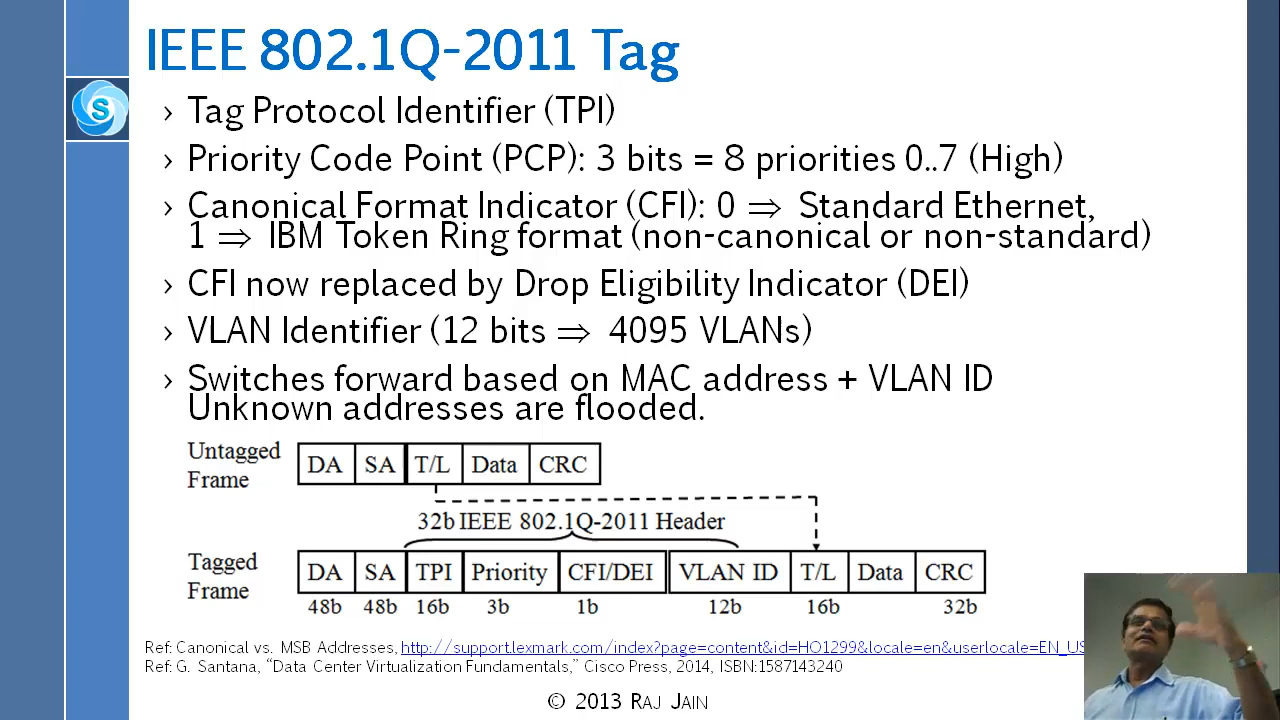 IEEE 802.1Q-2011 Tag
S
› Tag Protocol Identifier (TPI)
› Priority Code Point (PCP): 3 bits = 8 priorities 0..7 (High)
› Canonical Format Indicator (CFI): 0 ⇒ Standard Ethernet,
1 ⇒ IBM Token Ring format (non-canonical or non-standard)
› CFI now replaced by Drop Eligibility Indicator (DEI)
› VLAN Identifier (12 bits ⇒ 4095 VLANs)
› Switches forward based on MAC address + VLAN ID
Unknown addresses are flooded.
Untagged
Frame
DA SA T/L Data CRC
32b IEEE 802.1Q-2011 Header
Tagged
Frame
DA SA TPI Priority CFI/DEI VLAN ID T/L Data CRC
48b 48b 16b 3b 1b 12b 16b 32b
Ref: Canonical vs. MSB Addresses, http://support.lexmark.com/index?page=content&id=HO1299&locale=en&userlocale=EN_US
Ref: G. Santana, “Data Center Virtualization Fundamentals,” Cisco Press, 2014, ISBN:1587143240
© 2013 RAJ JAIN